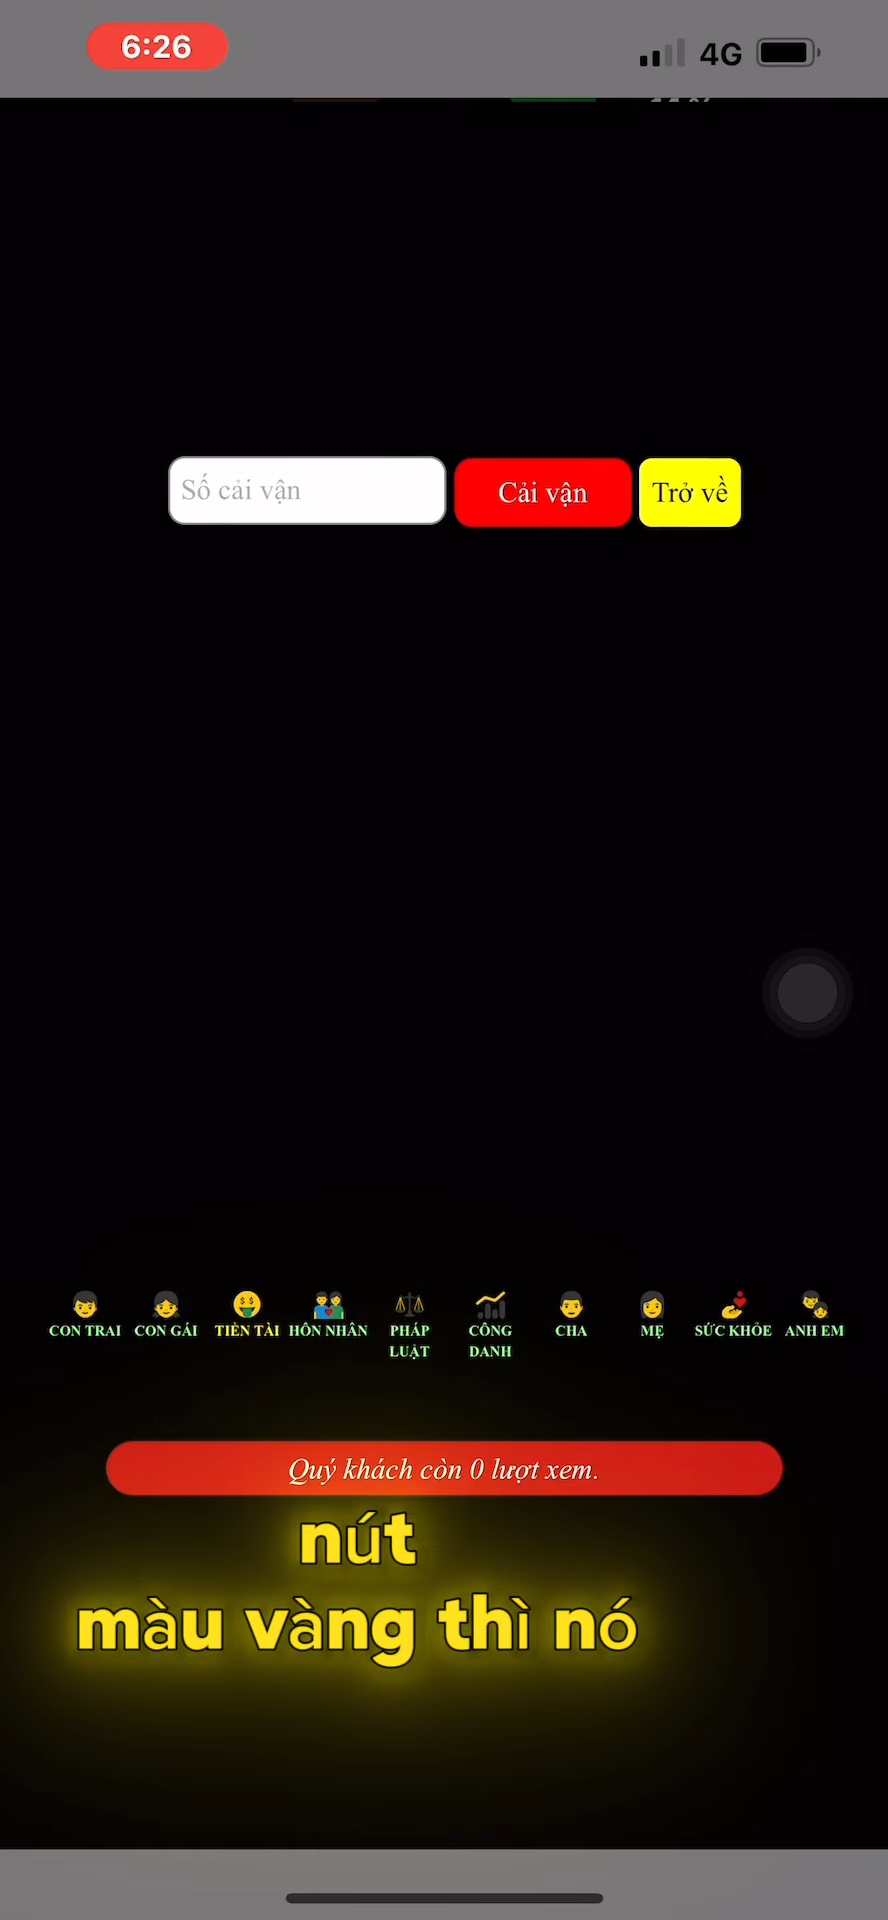 6:26
4G
Số cải vận
Cải vận
Trở về
CON TRAI
CON GÁI
TIỀN TÀI
HÔN NHÂN
PHÁP
LUẬT
CÔNG
DANH
CHA
MẸ
SỨC KHỎE
ANH EM
Quý khách còn 0 lượt xem.
nút
màu vàng thì nó